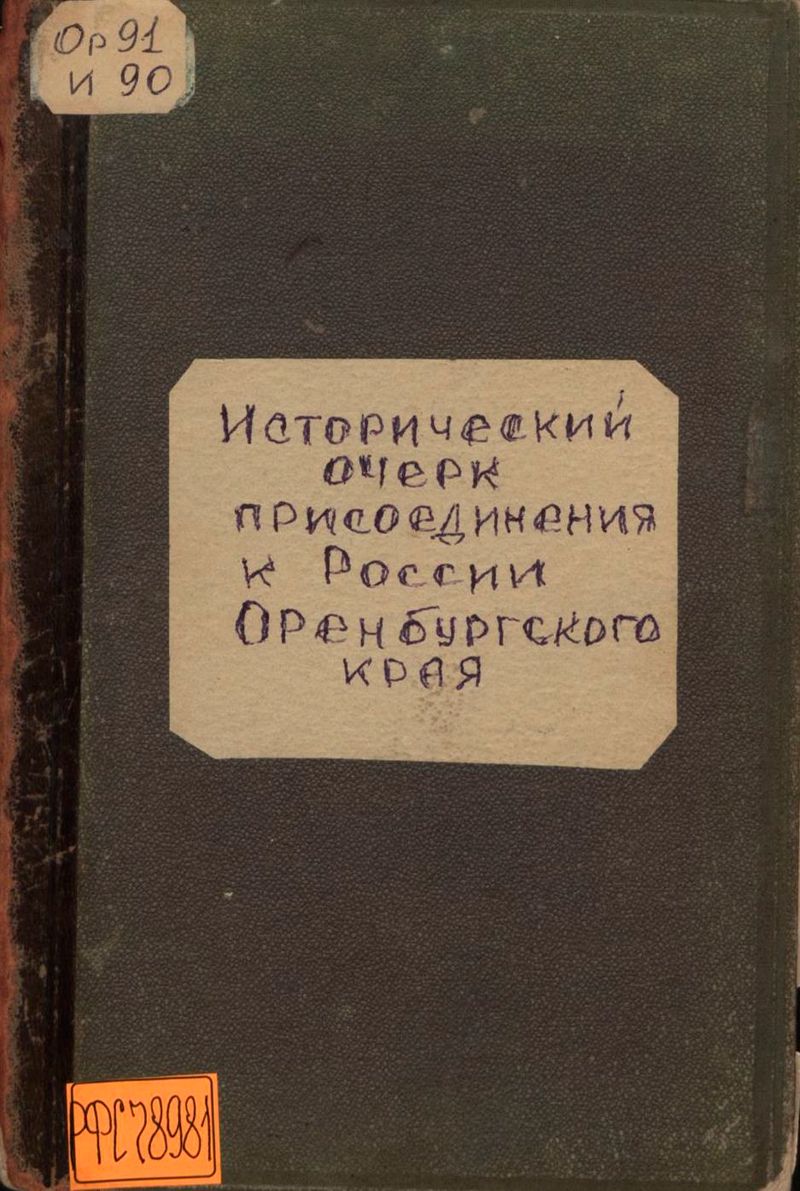 Ор 91
И 90
Исторический
очерк
присоединения
к России
Оренбургского
края
РФС78981